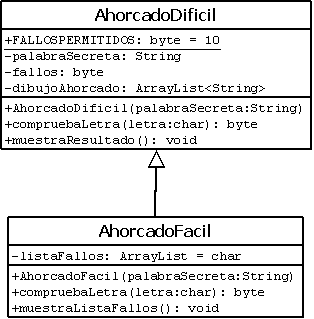 AhorcadoDificil
+FALLOSPERMITIDOS: byte = 10
-palabraSecreta: String
-fallos: byte
-dibujoAhorcado: ArrayList<String>
+AhorcadoDificil(palabraSecreta:String)
+compruebaLetra(letra:char): byte
+muestraResultado(): void
AhorcadoFacil
-listaFallos: ArrayList = char
+AhorcadoFacil(palabraSecreta:String)
+compruebaLetra(letra:char): byte
+muestraListaFallos(): void